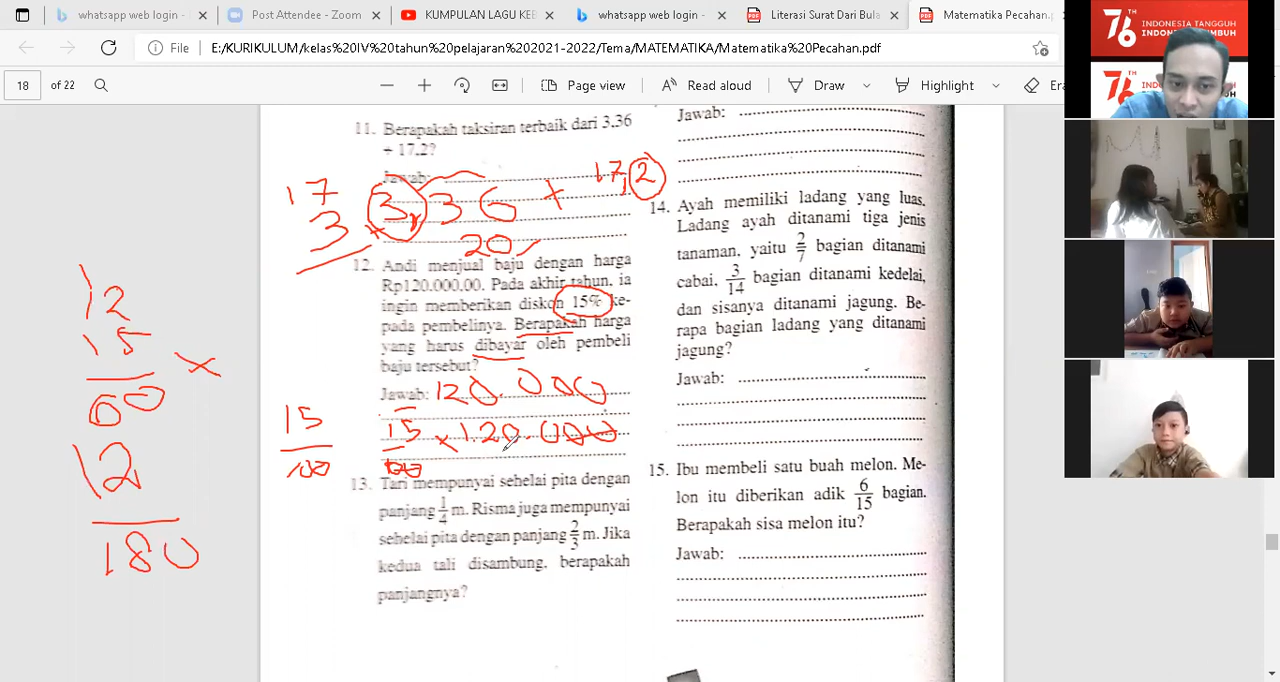 whatsapp web login -
Post Attendee - Zoom
KUMPULAN LAGU KEB
whatsapp web login -
Literasi Surat Dari Bula
Matematika Pecahan.p
File
E:/KURIKULUM/kelas%20IV%20tahun%20pelajaran%202021-2022/Tema/MATEMATIKA/Matematika%20Pecahan.pdf
18 of 22
Page view
Read aloud
Draw
Highlight
Era
11. Berapakah taksiran terbaik dari 3,36
+ 17,2?
Jawab:
17
3
3,36 +
17,2
20
12. Andi menjual baju dengan harga
Rp120.000.00. Pada akhir tahun, ia
ingin memberikan diskon 15% ke-
pada pembelinya. Berapakah harga
yang harus dibayar oleh pembeli
baju tersebut?
Jawab: 120.000
15
100
15
100
x 120.000
12
15
x
60
12
180
13. Tari mempunyai sehelai pita dengan
panjang 1/4 m. Risma juga mempunyai
sehelai pita dengan panjang 2/3 m. Jika
kedua tali disambung, berapakah
panjangnya?
Jawab:
14. Ayah memiliki ladang yang luas.
Ladang ayah ditanami tiga jenis
tanaman, yaitu 2/7 bagian ditanami
cabai, 3/14 bagian ditanami kedelai,
dan sisanya ditanami jagung. Be-
rapa bagian ladang yang ditanami
jagung?
Jawab:
15. Ibu membeli satu buah melon. Me-
lon itu diberikan adik 6/15 bagian.
Berapakah sisa melon itu?
Jawab:
76 TH
INDONESIA TANGGUH